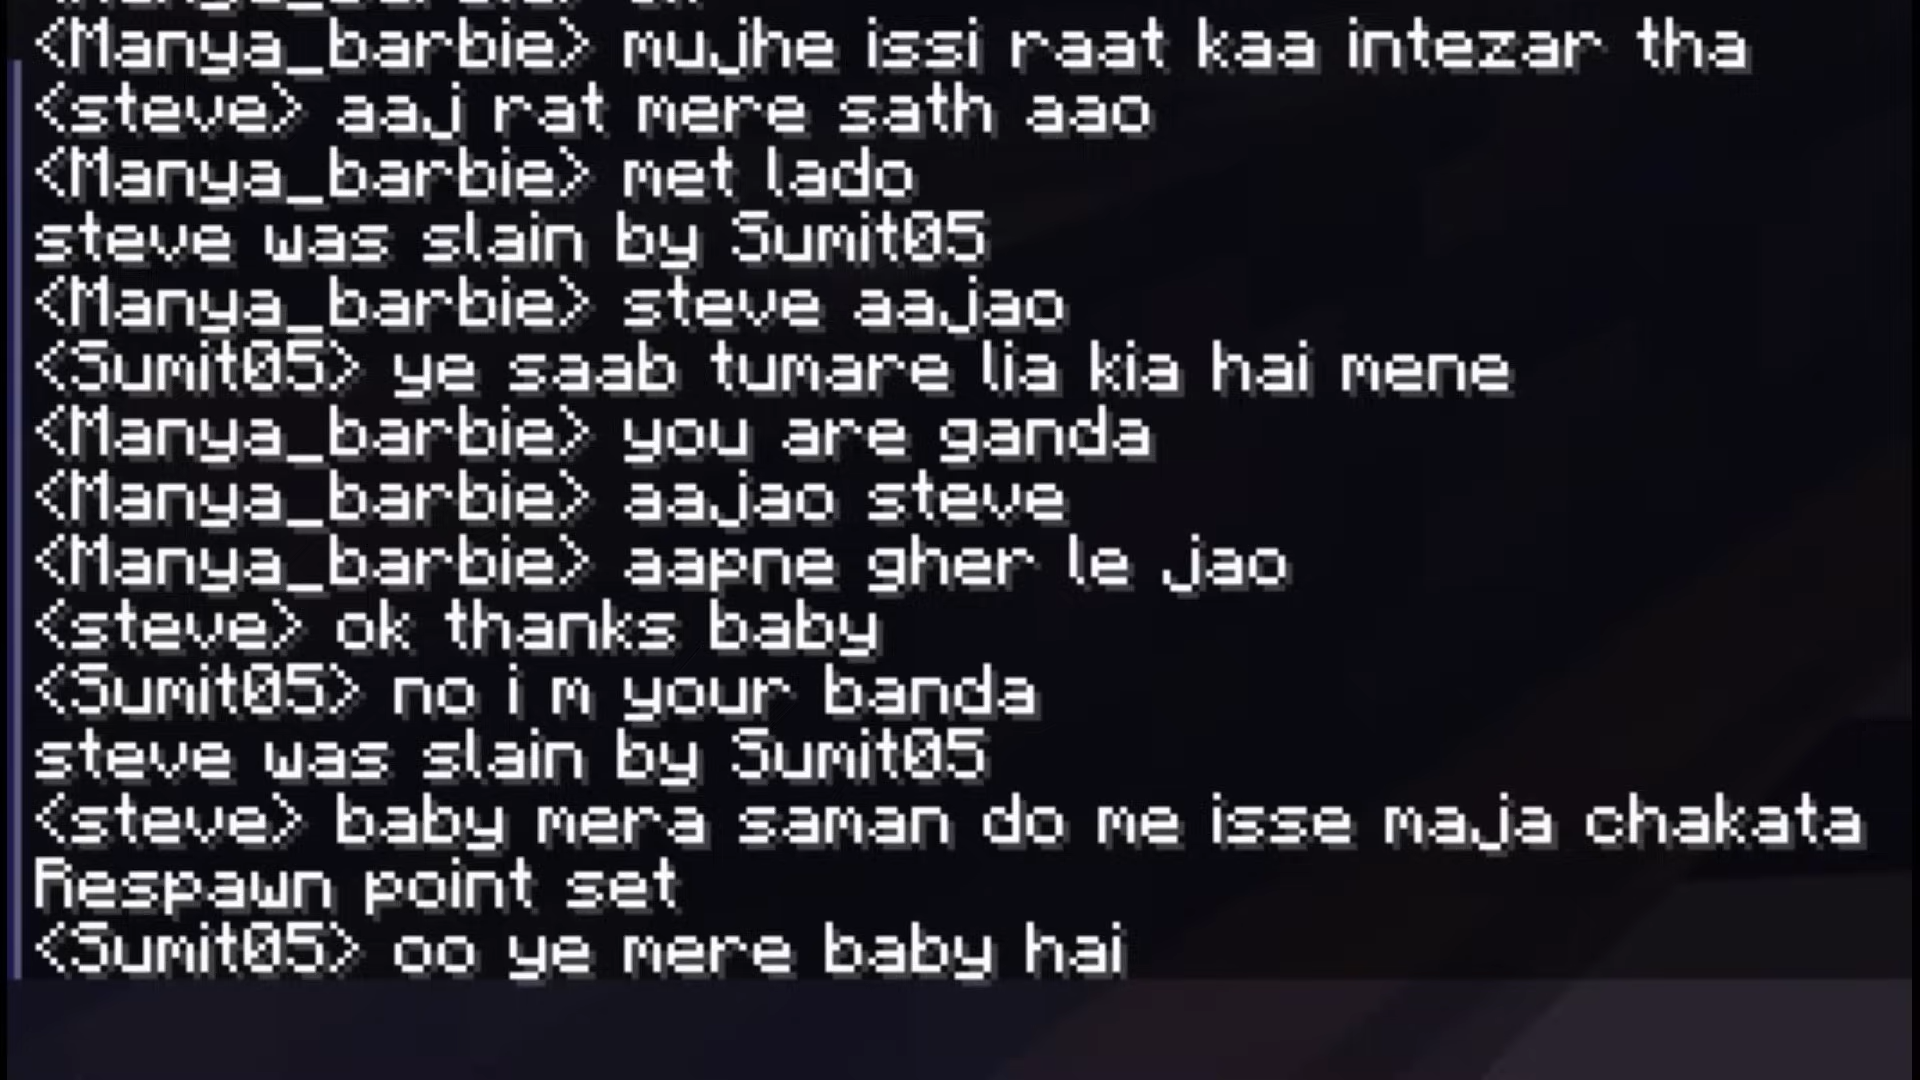 <Manya_barbie> mujhe issi raat kaa intezar tha
<steve> aaj rat mere sath aao
<Manya_barbie> met lado
steve was slain by Sumit05
<Manya_barbie> steve aajao
<Sumit05> ye saab tumare lia kia hai mene
<Manya_barbie> you are ganda
<Manya_barbie> aajao steve
<Manya_barbie> aapne gher le jao
<steve> ok thanks baby
<Sumit05> no i m your banda
steve was slain by Sumit05
<steve> baby mera saman do me isse maja chakata
Respawn point set
<Sumit05> oo ye mere baby hai